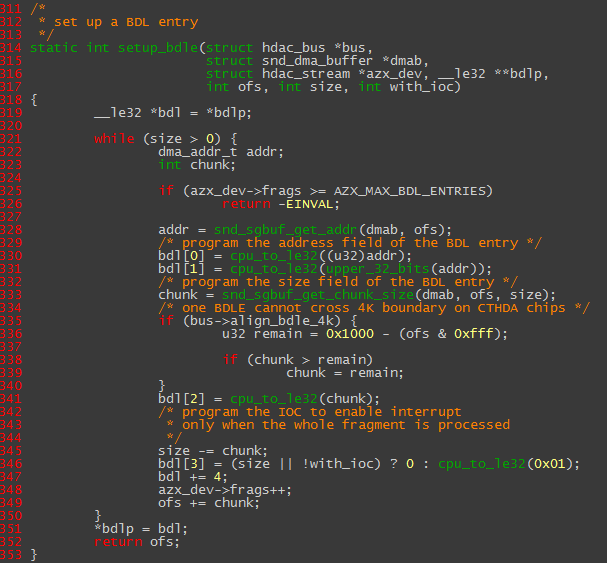 311 /*
312  * set up a BDL entry
313  */
314 static int setup_bdle(struct hdac_bus *bus,
315                       struct snd_dma_buffer *dmab,
316                       struct hdac_stream *azx_dev, __le32 **bdlp,
317                       int ofs, int size, int with_ioc)
318 {
319         __le32 *bdl = *bdlp;
320
321         while (size > 0) {
322                 dma_addr_t addr;
323                 int chunk;
324
325                 if (azx_dev->frags >= AZX_MAX_BDL_ENTRIES)
326                         return -EINVAL;
327
328                 addr = snd_sgbuf_get_addr(dmab, ofs);
329                 /* program the address field of the BDL entry */
330                 bdl[0] = cpu_to_le32((u32)addr);
331                 bdl[1] = cpu_to_le32(upper_32_bits(addr));
332                 /* program the size field of the BDL entry */
333                 chunk = snd_sgbuf_get_chunk_size(dmab, ofs, size);
334                 /* one BDLE cannot cross 4K boundary on CTHDA chips */
335                 if (bus->align_bdle_4k) {
336                         u32 remain = 0x1000 - (ofs & 0xfff);
337
338                         if (chunk > remain)
339                                 chunk = remain;
340                 }
341                 bdl[2] = cpu_to_le32(chunk);
342                 /* program the IOC to enable interrupt
343                  * only when the whole fragment is processed
344                  */
345                 size -= chunk;
346                 bdl[3] = (size || !with_ioc) ? 0 : cpu_to_le32(0x01);
347                 bdl += 4;
348                 azx_dev->frags++;
349                 ofs += chunk;
350         }
351         *bdlp = bdl;
352         return ofs;
353 }